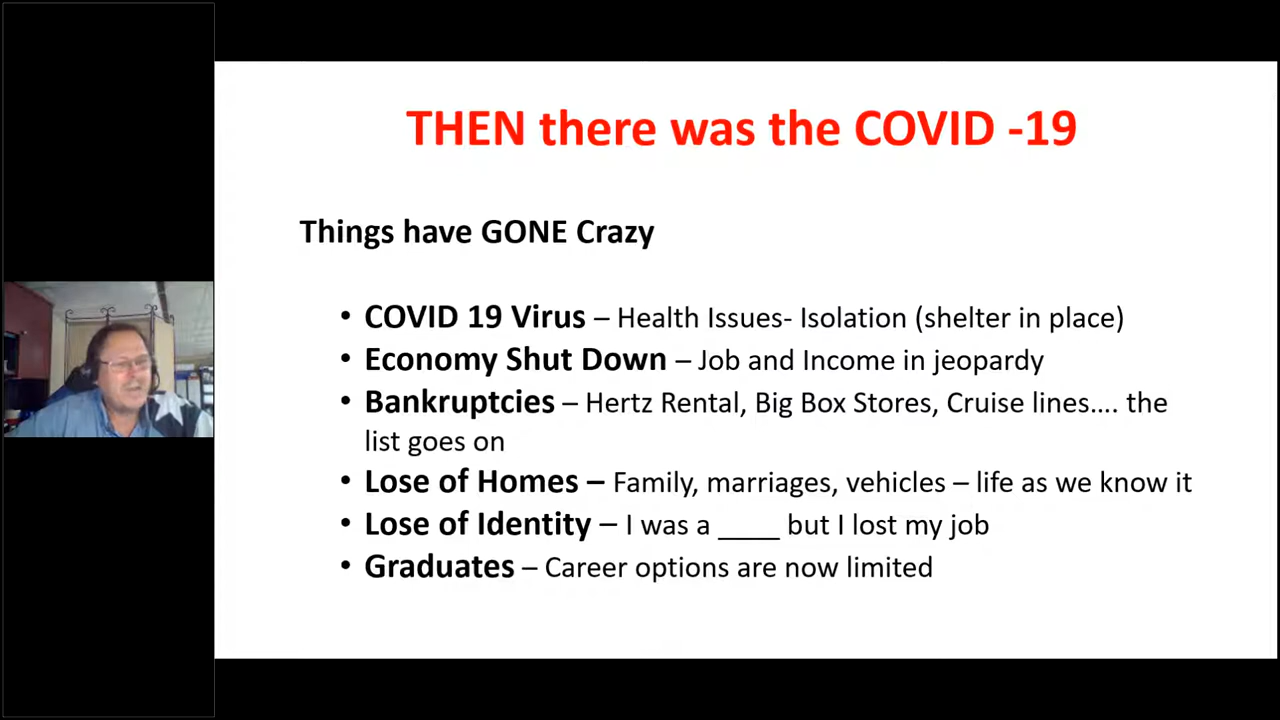 THEN there was the COVID -19
Things have GONE Crazy
• COVID 19 Virus – Health Issues- Isolation (shelter in place)
• Economy Shut Down – Job and Income in jeopardy
• Bankruptcies – Hertz Rental, Big Box Stores, Cruise lines.... the
list goes on
• Lose of Homes – Family, marriages, vehicles – life as we know it
• Lose of Identity – I was a ____ but I lost my job
• Graduates – Career options are now limited